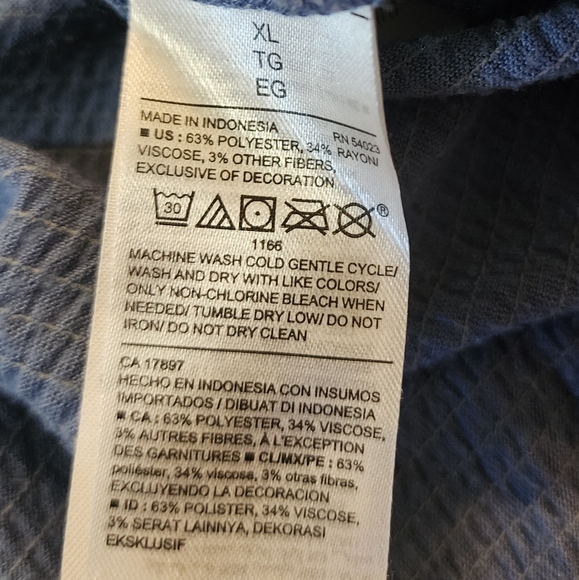 XL
TG
EG
MADE IN INDONESIA RN 54023
■ US : 63% POLYESTER, 34% RAYON/
VISCOSE, 3% OTHER FIBERS,
EXCLUSIVE OF DECORATION
30 ®
1166
MACHINE WASH COLD GENTLE CYCLE/
WASH AND DRY WITH LIKE COLORS/
ONLY NON-CHLORINE BLEACH WHEN
NEEDED/ TUMBLE DRY LOW/ DO NOT
IRON/ DO NOT DRY CLEAN
CA 17897
HECHO EN INDONESIA CON INSUMOS
IMPORTADOS / DIBUAT DI INDONESIA
■ CA : 63% POLYESTER, 34% VISCOSE,
3% AUTRES FIBRES, À L'EXCEPTION
DES GARNITURES ■ CL/MX/PE : 63%
poliéster, 34% viscosa, 3% otras fibras,
EXCLUYENDO LA DECORACION
■ ID : 63% POLISTER, 34% VISCOSE,
3% SERAT LAINNYA, DEKORASI
EKSKLUSIF